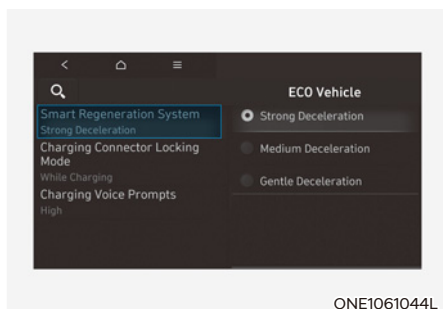 ECO Vehicle
Smart Regeneration System
Strong Deceleration
Charging Connector Locking
Mode
While Charging
Charging Voice Prompts
High
Strong Deceleration
Medium Deceleration
Gentle Deceleration
ONE1061044L